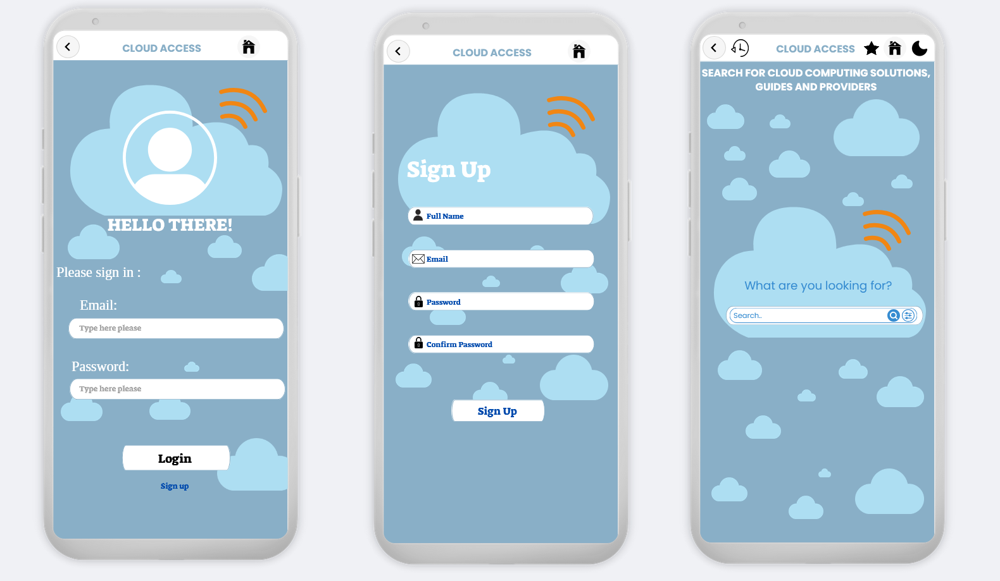 CLOUD ACCESS
HELLO THERE!
Please sign in :
Email:
Type here please
Password:
Type here please
Login
Sign up
CLOUD ACCESS
Sign Up
Full Name
Email
Password
Confirm Password
Sign Up
CLOUD ACCESS
SEARCH FOR CLOUD COMPUTING SOLUTIONS,
GUIDES AND PROVIDERS
What are you looking for?
Search..